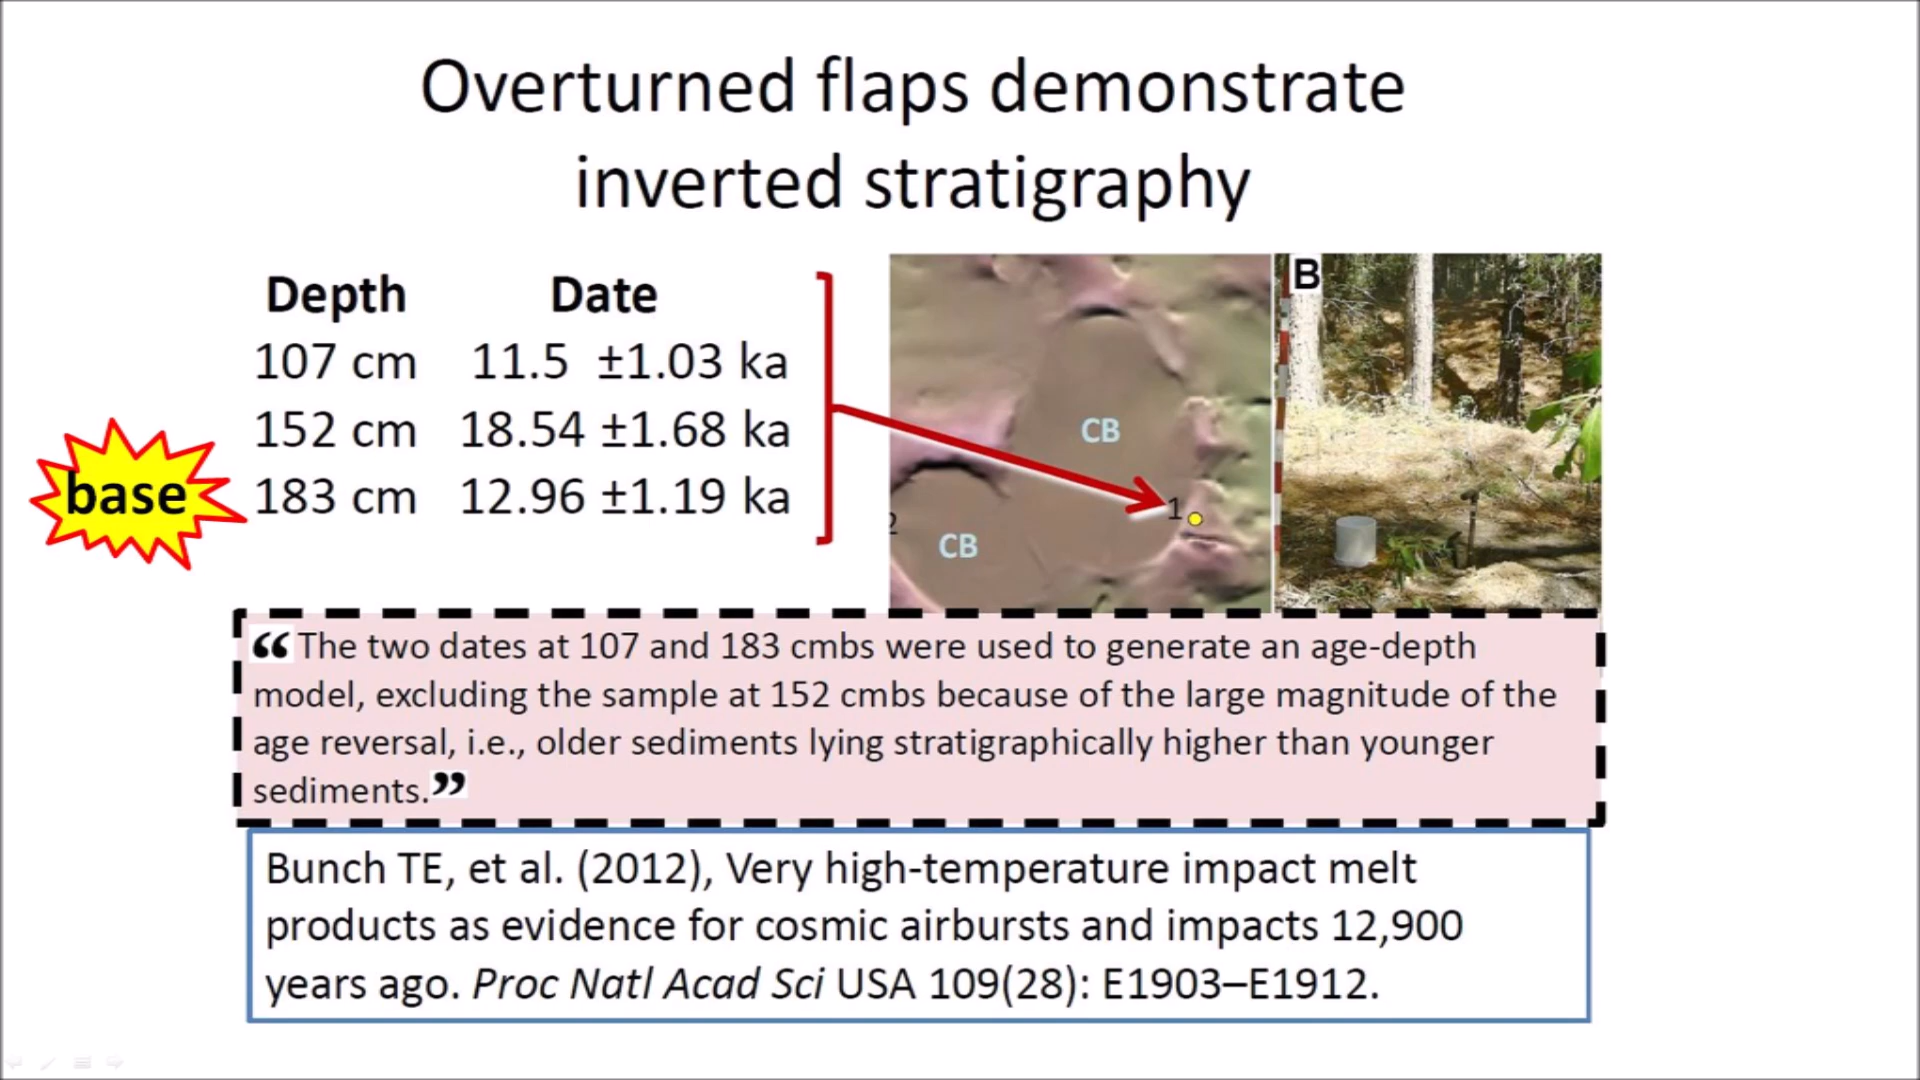 Overturned flaps demonstrate
inverted stratigraphy
Depth Date
107 cm 11.5 ±1.03 ka
152 cm 18.54 ±1.68 ka
base 183 cm 12.96 ±1.19 ka
B
CB
1
2
CB
“The two dates at 107 and 183 cmbs were used to generate an age-depth
model, excluding the sample at 152 cmbs because of the large magnitude of the
age reversal, i.e., older sediments lying stratigraphically higher than younger
sediments.”
Bunch TE, et al. (2012), Very high-temperature impact melt
products as evidence for cosmic airbursts and impacts 12,900
years ago. Proc Natl Acad Sci USA 109(28): E1903–E1912.